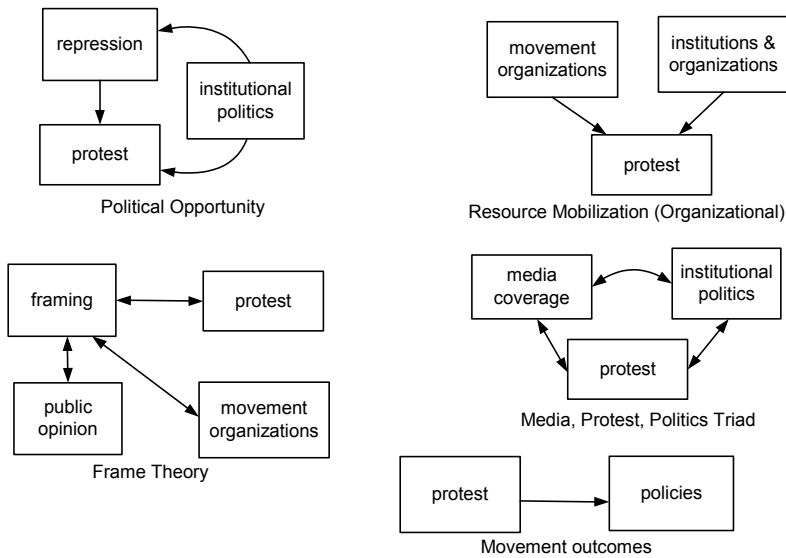 repression
institutional
politics
protest
Political Opportunity
movement
organizations
institutions &
organizations
protest
Resource Mobilization (Organizational)
framing
protest
public
opinion
movement
organizations
Frame Theory
media
coverage
institutional
politics
protest
Media, Protest, Politics Triad
protest
policies
Movement outcomes